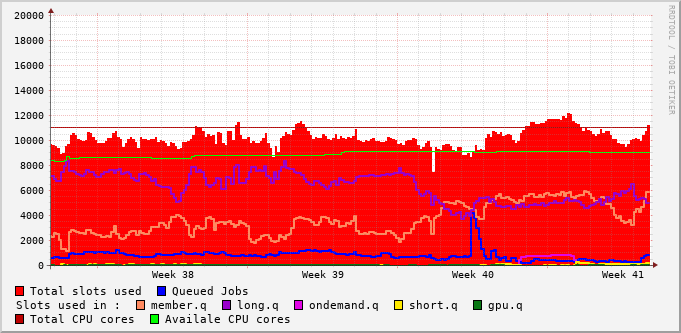 20000
18000
16000
14000
12000
10000
8000
6000
4000
2000
0
Week 38 Week 39 Week 40 Week 41
Total slots used Queued Jobs
Slots used in : member.q long.q ondemand.q short.q gpu.q
Total CPU cores Availale CPU cores
RRDTOOL / TOBI OETIKER